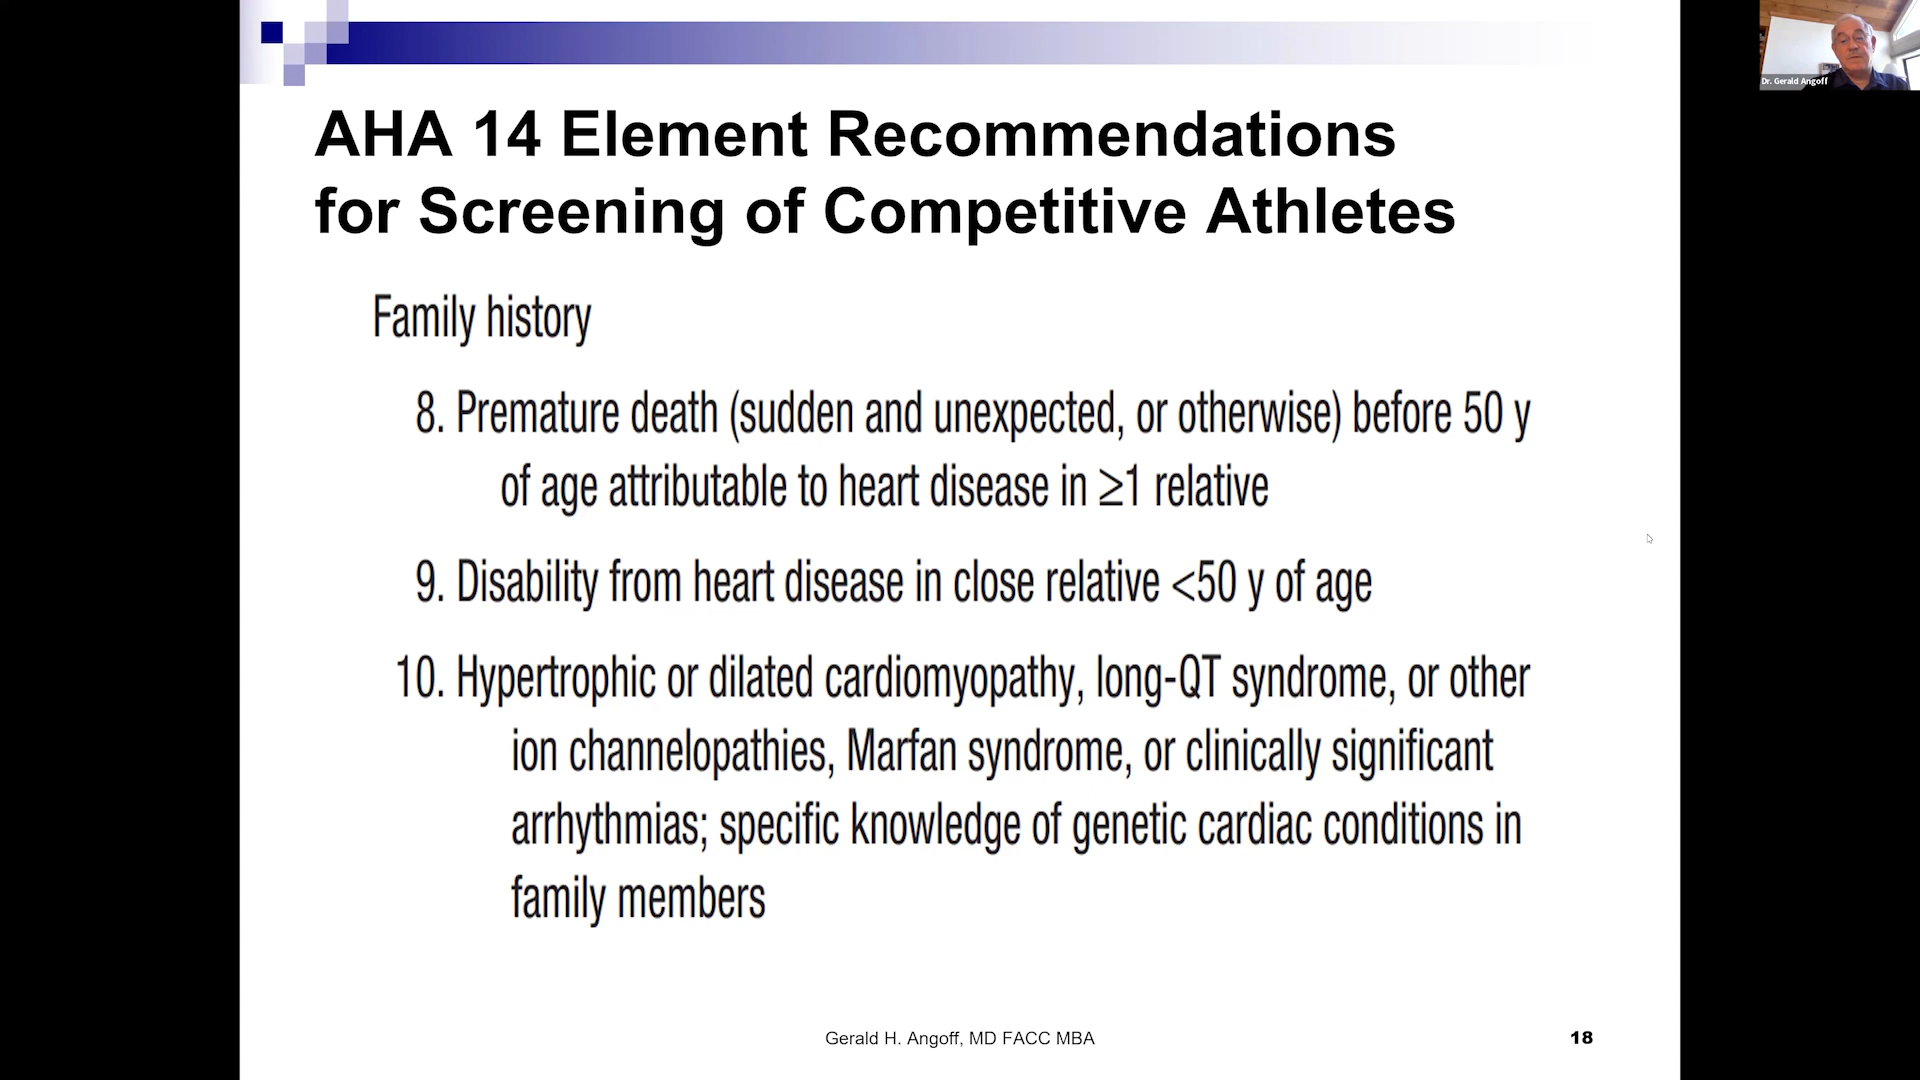 AHA 14 Element Recommendations
for Screening of Competitive Athletes
Dr. Gerald Angoff
Family history
8. Premature death (sudden and unexpected, or otherwise) before 50 y
of age attributable to heart disease in ≥1 relative
9. Disability from heart disease in close relative <50 y of age
10. Hypertrophic or dilated cardiomyopathy, long-QT syndrome, or other
ion channelopathies, Marfan syndrome, or clinically significant
arrhythmias; specific knowledge of genetic cardiac conditions in
family members
Gerald H. Angoff, MD FACC MBA
18